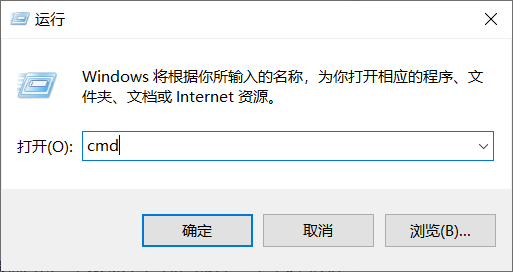 运行
Windows 将根据你所输入的名称，为你打开相应的程序、文
件夹、文档或 Internet 资源。
打开(O): cmd
确定 取消 浏览(B)...